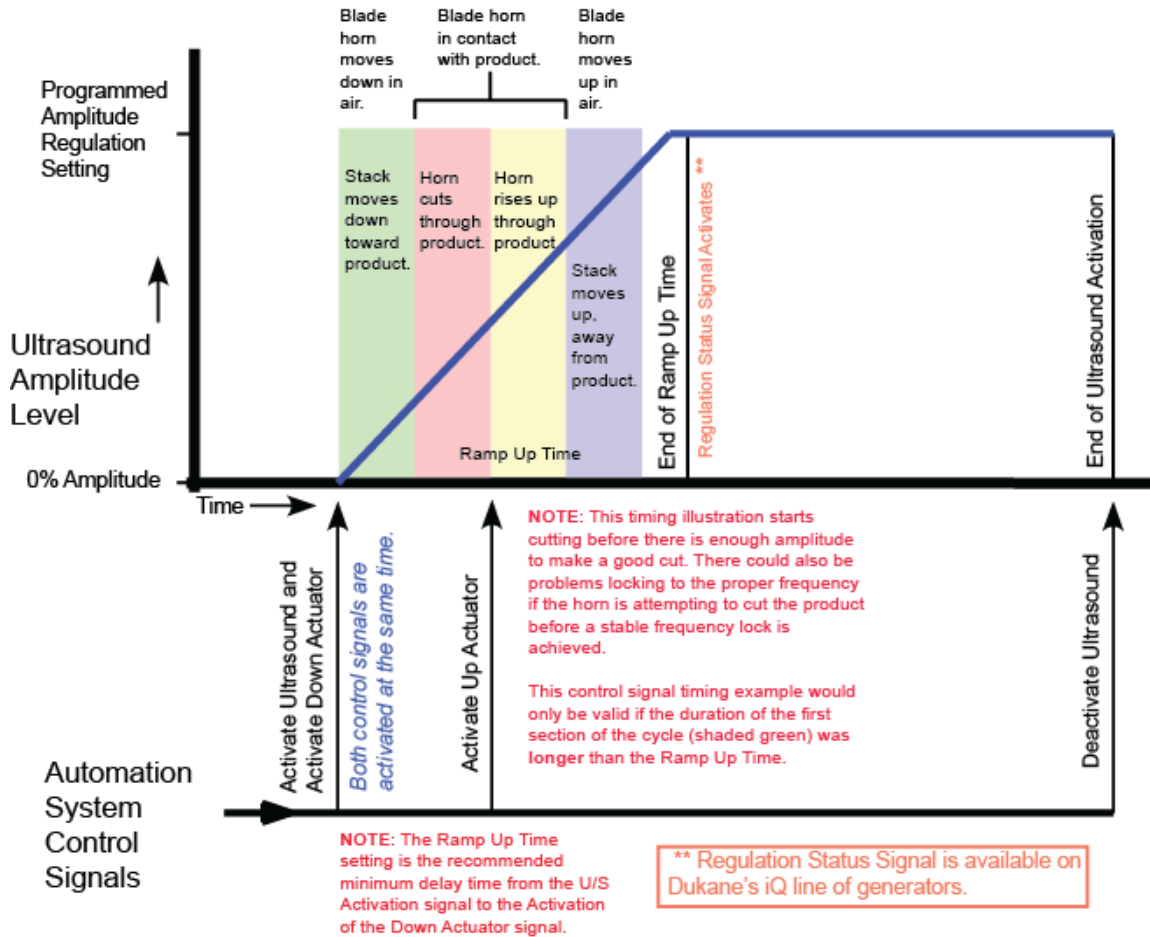 Blade
horn
moves
down in
air.
Blade horn
in contact
with product.
Blade
horn
moves
up in
air.
Programmed
Amplitude
Regulation
Setting
Stack
moves
down
toward
product.
Horn
cuts
through
product.
Horn
rises up
through
product.
Stack
moves
up,
away
from
product.
End of Ramp Up Time
Regulation Status Signal Activates **
End of Ultrasound Activation
Ultrasound
Amplitude
Level
Ramp Up Time
0% Amplitude
Time
Activate Ultrasound and
Activate Down Actuator
Both control signals are
activated at the same time.
Activate Up Actuator
NOTE: This timing illustration starts
cutting before there is enough amplitude
to make a good cut. There could also be
problems locking to the proper frequency
if the horn is attempting to cut the product
before a stable frequency lock is
achieved.
This control signal timing example would
only be valid if the duration of the first
section of the cycle (shaded green) was
longer than the Ramp Up Time.
Deactivate Ultrasound
Automation
System
Control
Signals
NOTE: The Ramp Up Time
setting is the recommended
minimum delay time from the U/S
Activation signal to the Activation
of the Down Actuator signal.
** Regulation Status Signal is available on
Dukane's iQ line of generators.